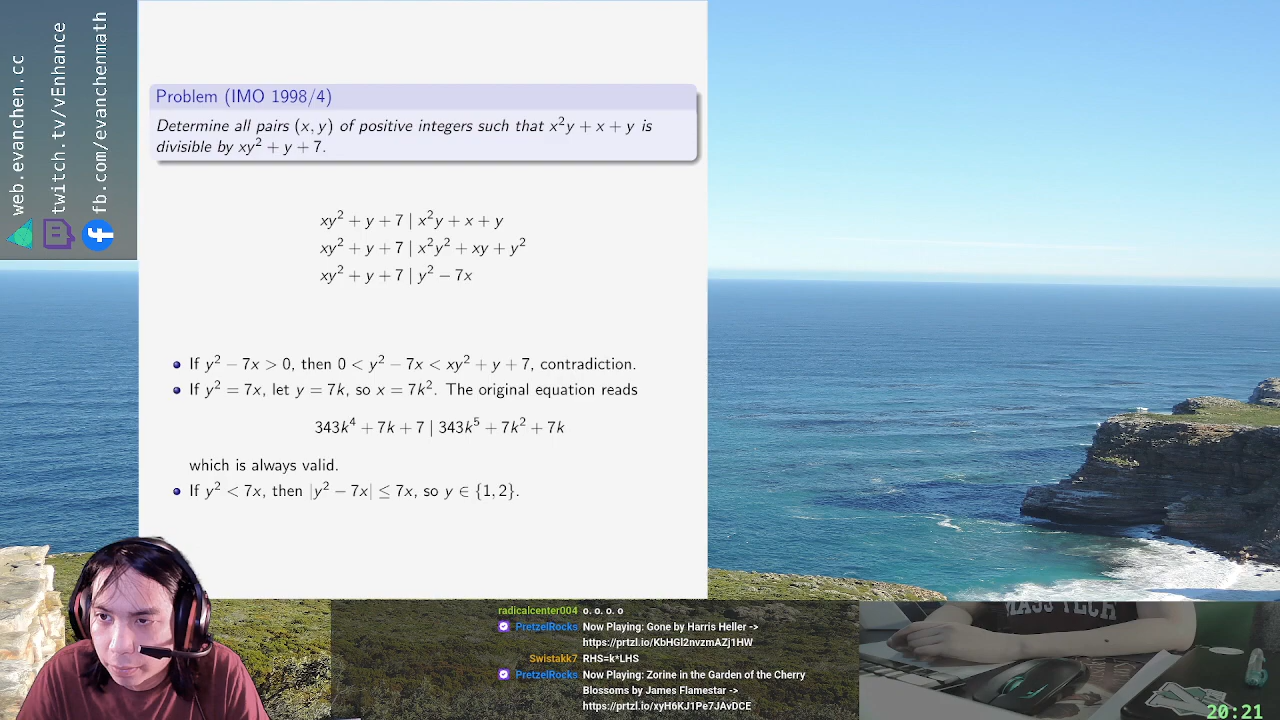 web.evanchen.cc
twitch.tv/vEnhance
fb.com/evanchenmath
Problem (IMO 1998/4)
Determine all pairs (x, y) of positive integers such that x²y + x + y is
divisible by xy² + y + 7.
xy² + y + 7 | x²y + x + y
xy² + y + 7 | x²y² + xy + y²
xy² + y + 7 | y² − 7x
• If y² − 7x > 0, then 0 < y² − 7x < xy² + y + 7, contradiction.
• If y² = 7x, let y = 7k, so x = 7k². The original equation reads
343k⁴ + 7k + 7 | 343k⁵ + 7k² + 7k
which is always valid.
• If y² < 7x, then |y² − 7x| ≤ 7x, so y ∈ {1, 2}.
radicalcenter004 o. o. o. o
PretzelRocks Now Playing: Gone by Harris Heller ->
https://prtzl.io/KbHGl2nvzmAZj1HW
Swistakk7 RHS=k*LHS
PretzelRocks Now Playing: Zorine in the Garden of the Cherry
Blossoms by James Flamestar ->
https://prtzl.io/xyH6KJ1Pe7JAvDCE
MASS TECH
20:21